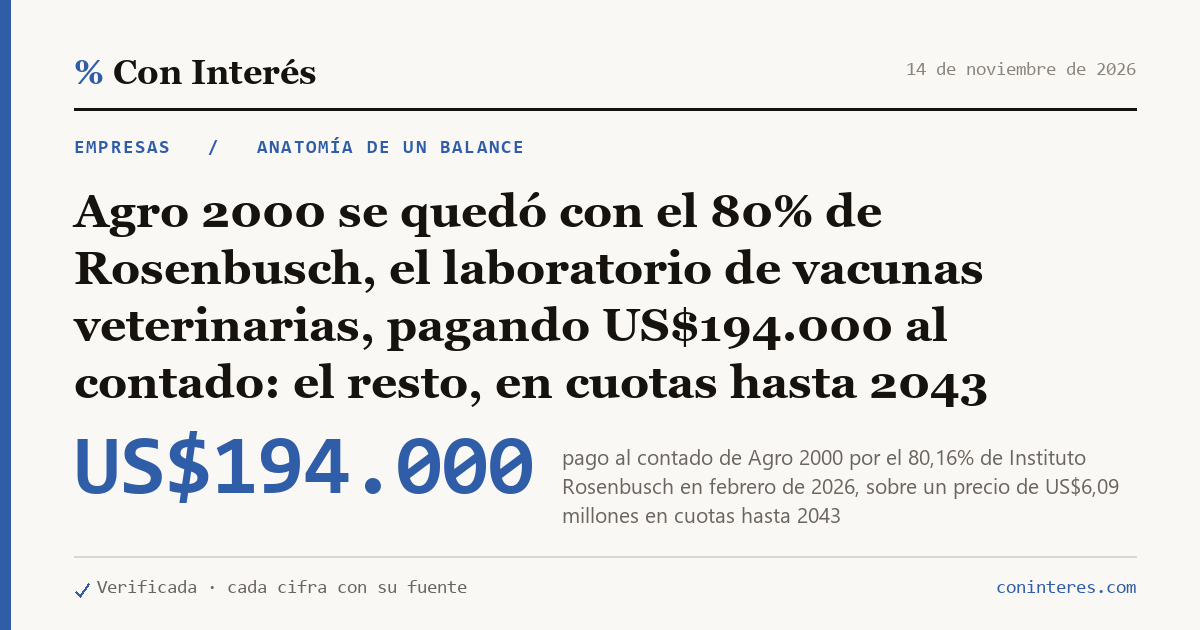 % Con Interés
14 de noviembre de 2026
EMPRESAS / ANATOMÍA DE UN BALANCE
Agro 2000 se quedó con el 80% de
Rosenbusch, el laboratorio de vacunas
veterinarias, pagando US$194.000 al
contado: el resto, en cuotas hasta 2043
US$194.000
pago al contado de Agro 2000 por el 80,16% de Instituto
Rosenbusch en febrero de 2026, sobre un precio de US$6,09
millones en cuotas hasta 2043
✓ Verificada · cada cifra con su fuente
coninteres.com